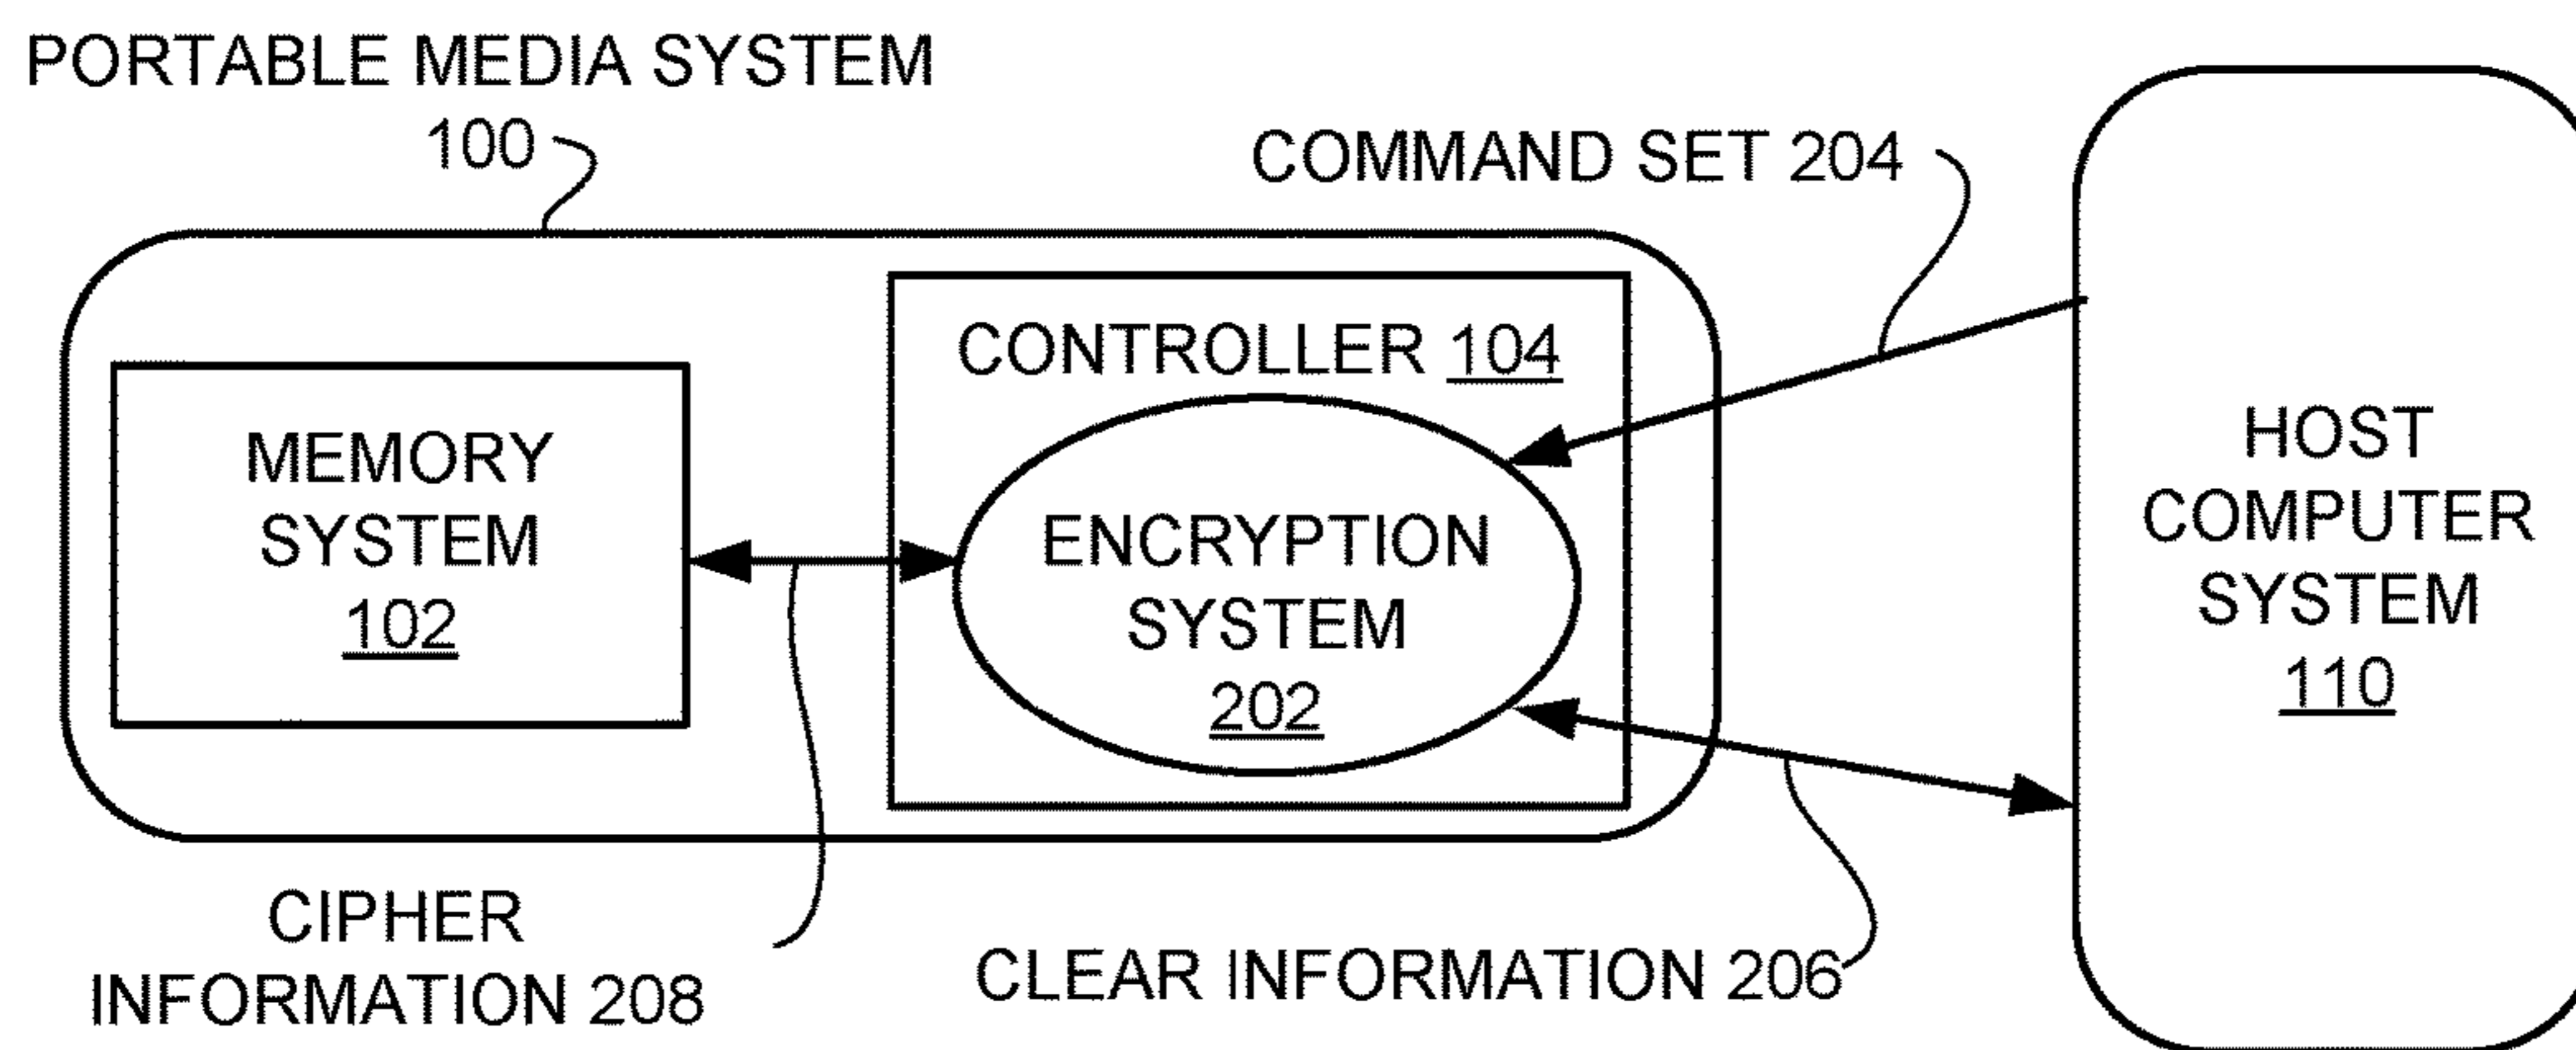 PORTABLE MEDIA SYSTEM
100
COMMAND SET 204
CONTROLLER 104
MEMORY
SYSTEM
102
ENCRYPTION
SYSTEM
202
HOST
COMPUTER
SYSTEM
110
CIPHER
INFORMATION 208
CLEAR INFORMATION 206